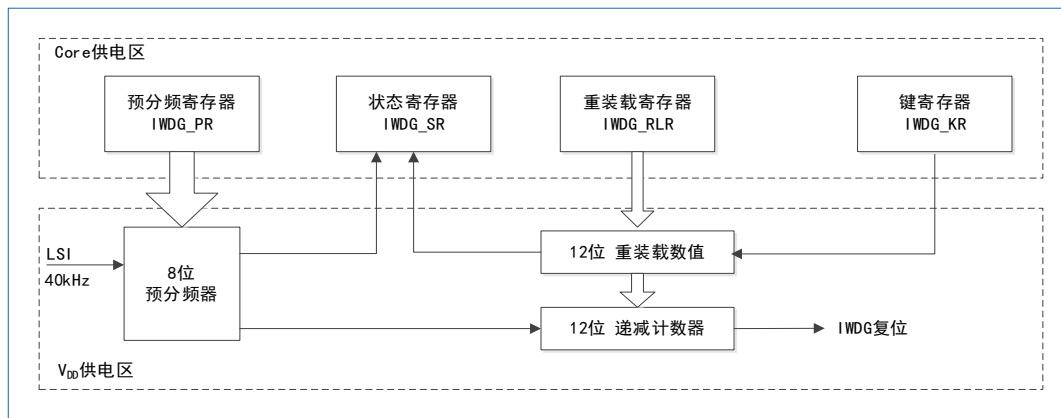 Core供电区
预分频寄存器
IWDG_PR
状态寄存器
IWDG_SR
重装载寄存器
IWDG_RLR
键寄存器
IWDG_KR
LSI
40kHz
8位
预分频器
12位 重装载数值
12位 递减计数器
IWDG复位
VDD供电区